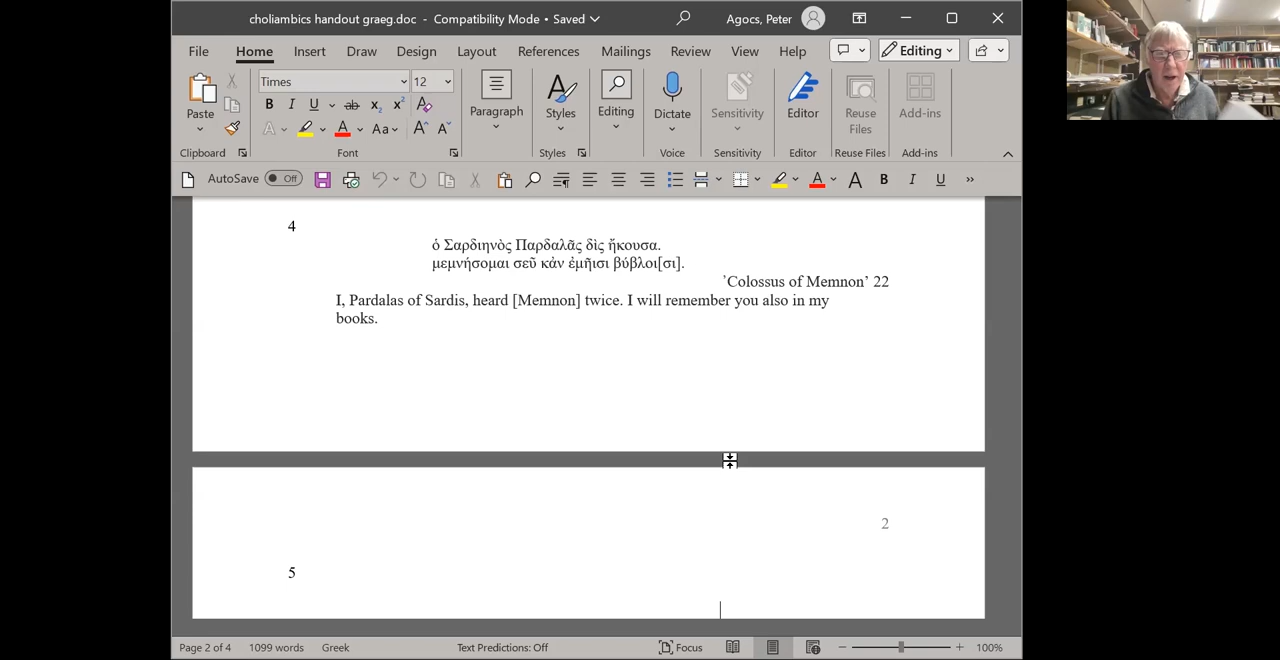 choliambics handout graeg.doc - Compatibility Mode • Saved
Agocs, Peter
File Home Insert Draw Design Layout References Mailings Review View Help Editing
Times 12
Paste
Paragraph
Styles
Editing
Dictate
Sensitivity
Editor
Reuse Files
Add-ins
Clipboard Font Styles Voice Sensitivity Editor Reuse Files Add-ins
AutoSave Off
4
ὁ Σαρδιηνὸς Παρδαλᾶς δὶς ἤκουσα.
μεμνήσομαι σεῦ κἀν ἐμῆισι βύβλοι[σι].
’Colossus of Memnon’ 22
I, Pardalas of Sardis, heard [Memnon] twice. I will remember you also in my
books.
2
5
Page 2 of 4 1099 words Greek Text Predictions: Off Focus 100%